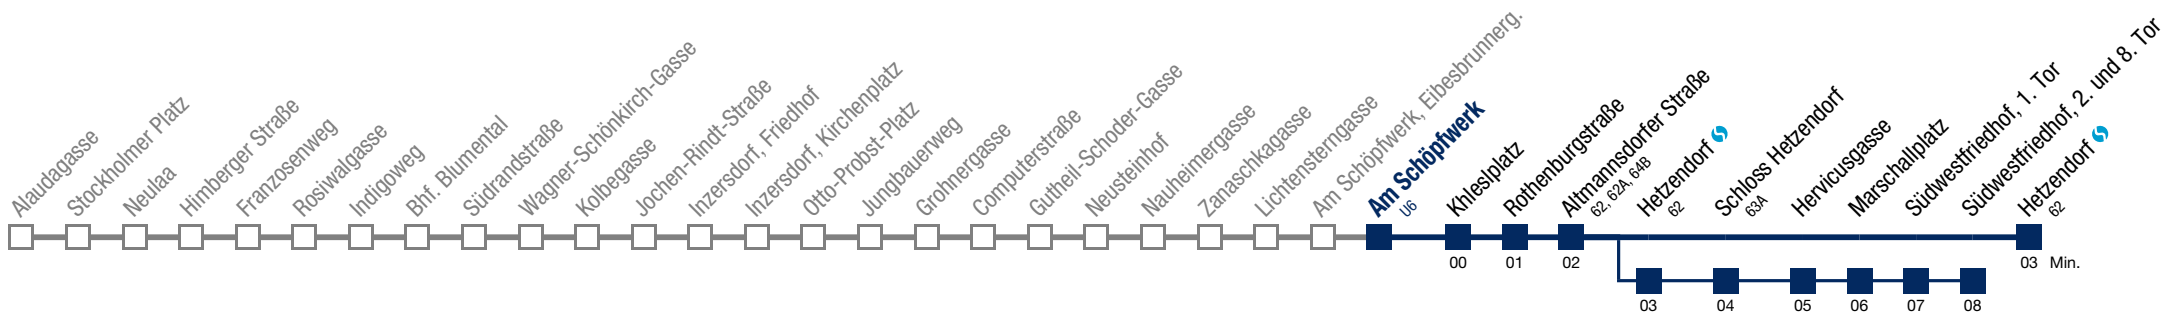 Alaudagasse
Stockholmer Platz
Neulaa
Himberger Straße
Franzosenweg
Rosiwalgasse
Indigoweg
Bhf. Blumental
Südrandstraße
Wagner-Schönkirch-Gasse
Kolbegasse
Jochen-Rindt-Straße
Inzersdorf, Friedhof
Inzersdorf, Kirchenplatz
Otto-Probst-Platz
Jungbauerweg
Grohnergasse
Computerstraße
Gutheil-Schoder-Gasse
Neusteinhof
Nauheimergasse
Zanaschkagasse
Lichtensterngasse
Am Schöpfwerk, Eibesbrunnerg.
Am Schöpfwerk
U6
Khleslplatz
Rothenburgstraße
Altmannsdorfer Straße
62, 62A, 64B
Hetzendorf
62
Schloss Hetzendorf
63A
Hervicusgasse
Marschallplatz
Südwestfriedhof, 1. Tor
Südwestfriedhof, 2. und 8. Tor
Hetzendorf
62
00 01 02 03 Min.
03 04 05 06 07 08